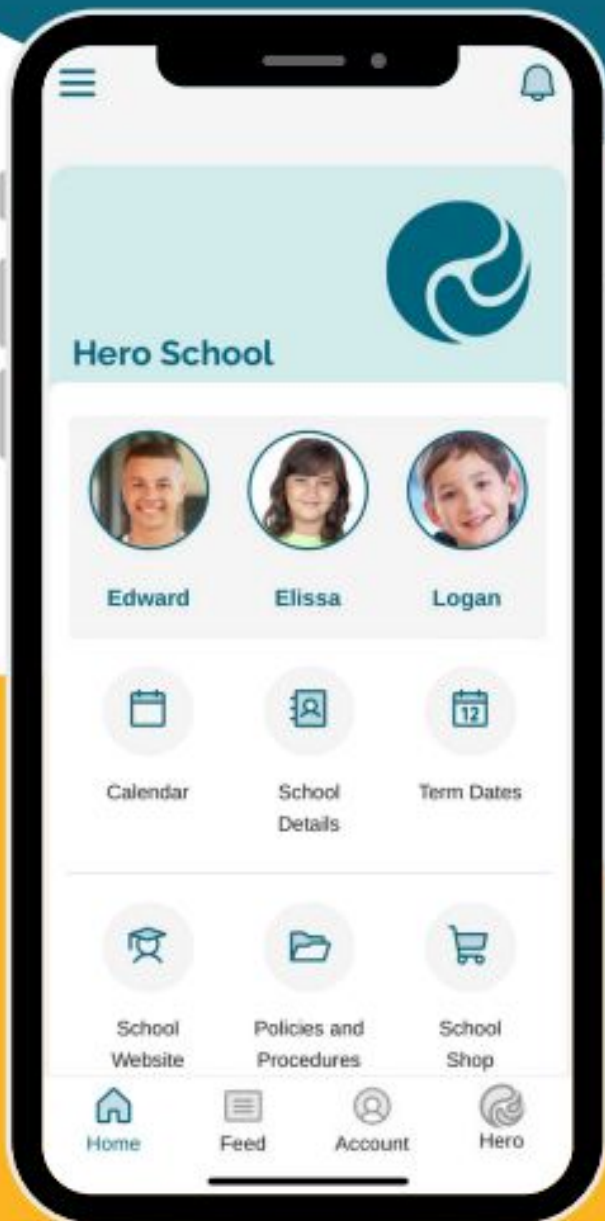 Hero School
Edward Elissa Logan
Calendar School Details Term Dates
12
School Website Policies and Procedures School Shop
Home Feed Account Hero